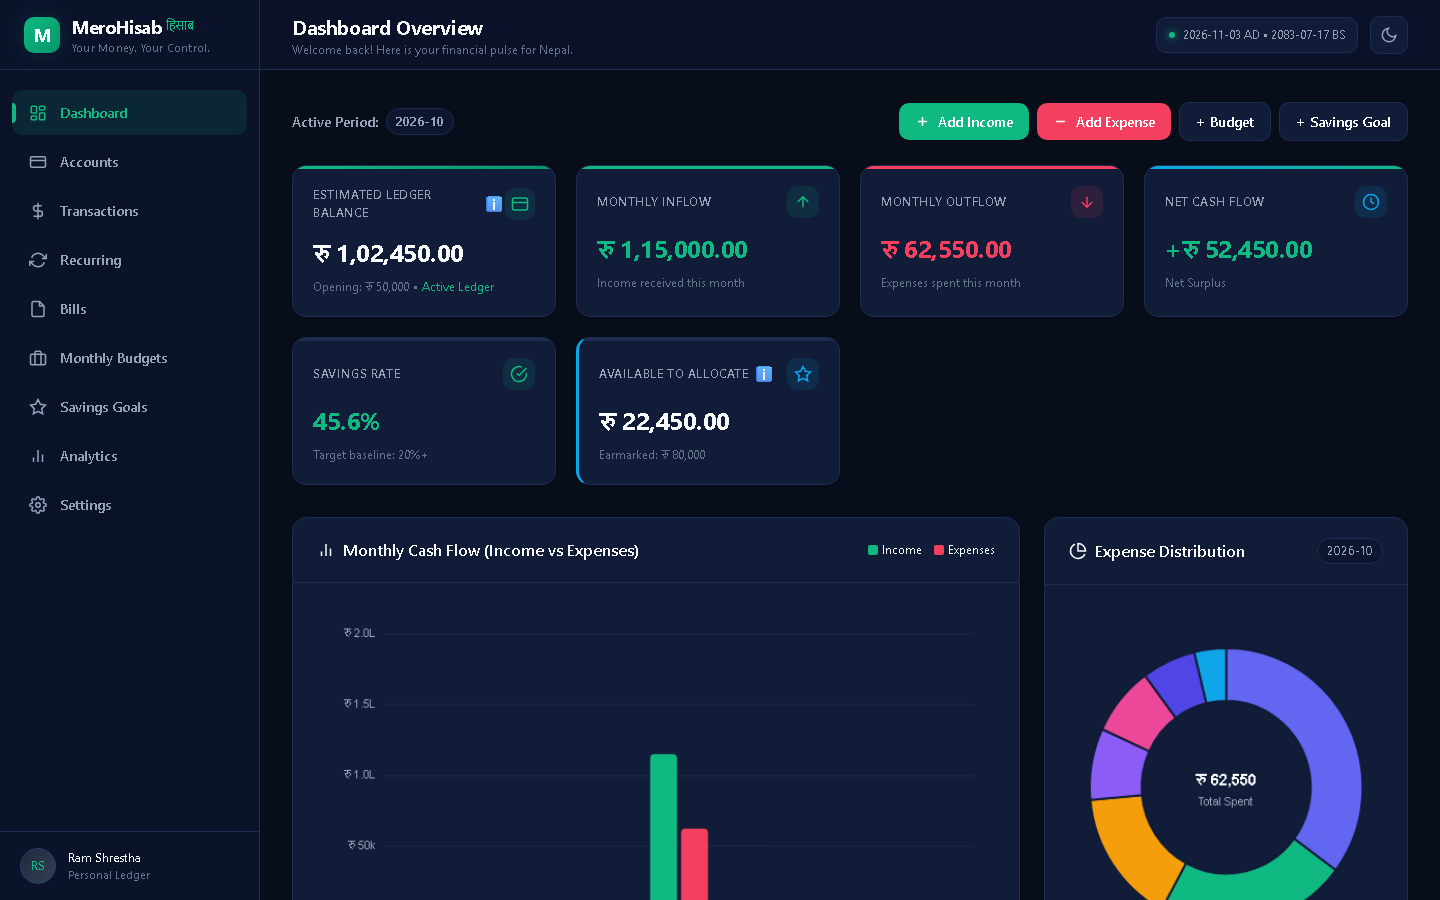 M
MeroHisab हिसाब
Your Money. Your Control.
Dashboard
Accounts
Transactions
Recurring
Bills
Monthly Budgets
Savings Goals
Analytics
Settings
RS
Ram Shrestha
Personal Ledger
Dashboard Overview
Welcome back! Here is your financial pulse for Nepal.
2026-11-03 AD • 2083-07-17 BS
Active Period: 2026-10
+ Add Income
− Add Expense
+ Budget
+ Savings Goal
ESTIMATED LEDGER
BALANCE
रु 1,02,450.00
Opening: रु 50,000 • Active Ledger
MONTHLY INFLOW
रु 1,15,000.00
Income received this month
MONTHLY OUTFLOW
रु 62,550.00
Expenses spent this month
NET CASH FLOW
+रु 52,450.00
Net Surplus
SAVINGS RATE
45.6%
Target baseline: 20%+
AVAILABLE TO ALLOCATE
रु 22,450.00
Earmarked: रु 80,000
Monthly Cash Flow (Income vs Expenses)
Income
Expenses
रु 2.0L
रु 1.5L
रु 1.0L
रु 50k
Expense Distribution
2026-10
रु 62,550
Total Spent